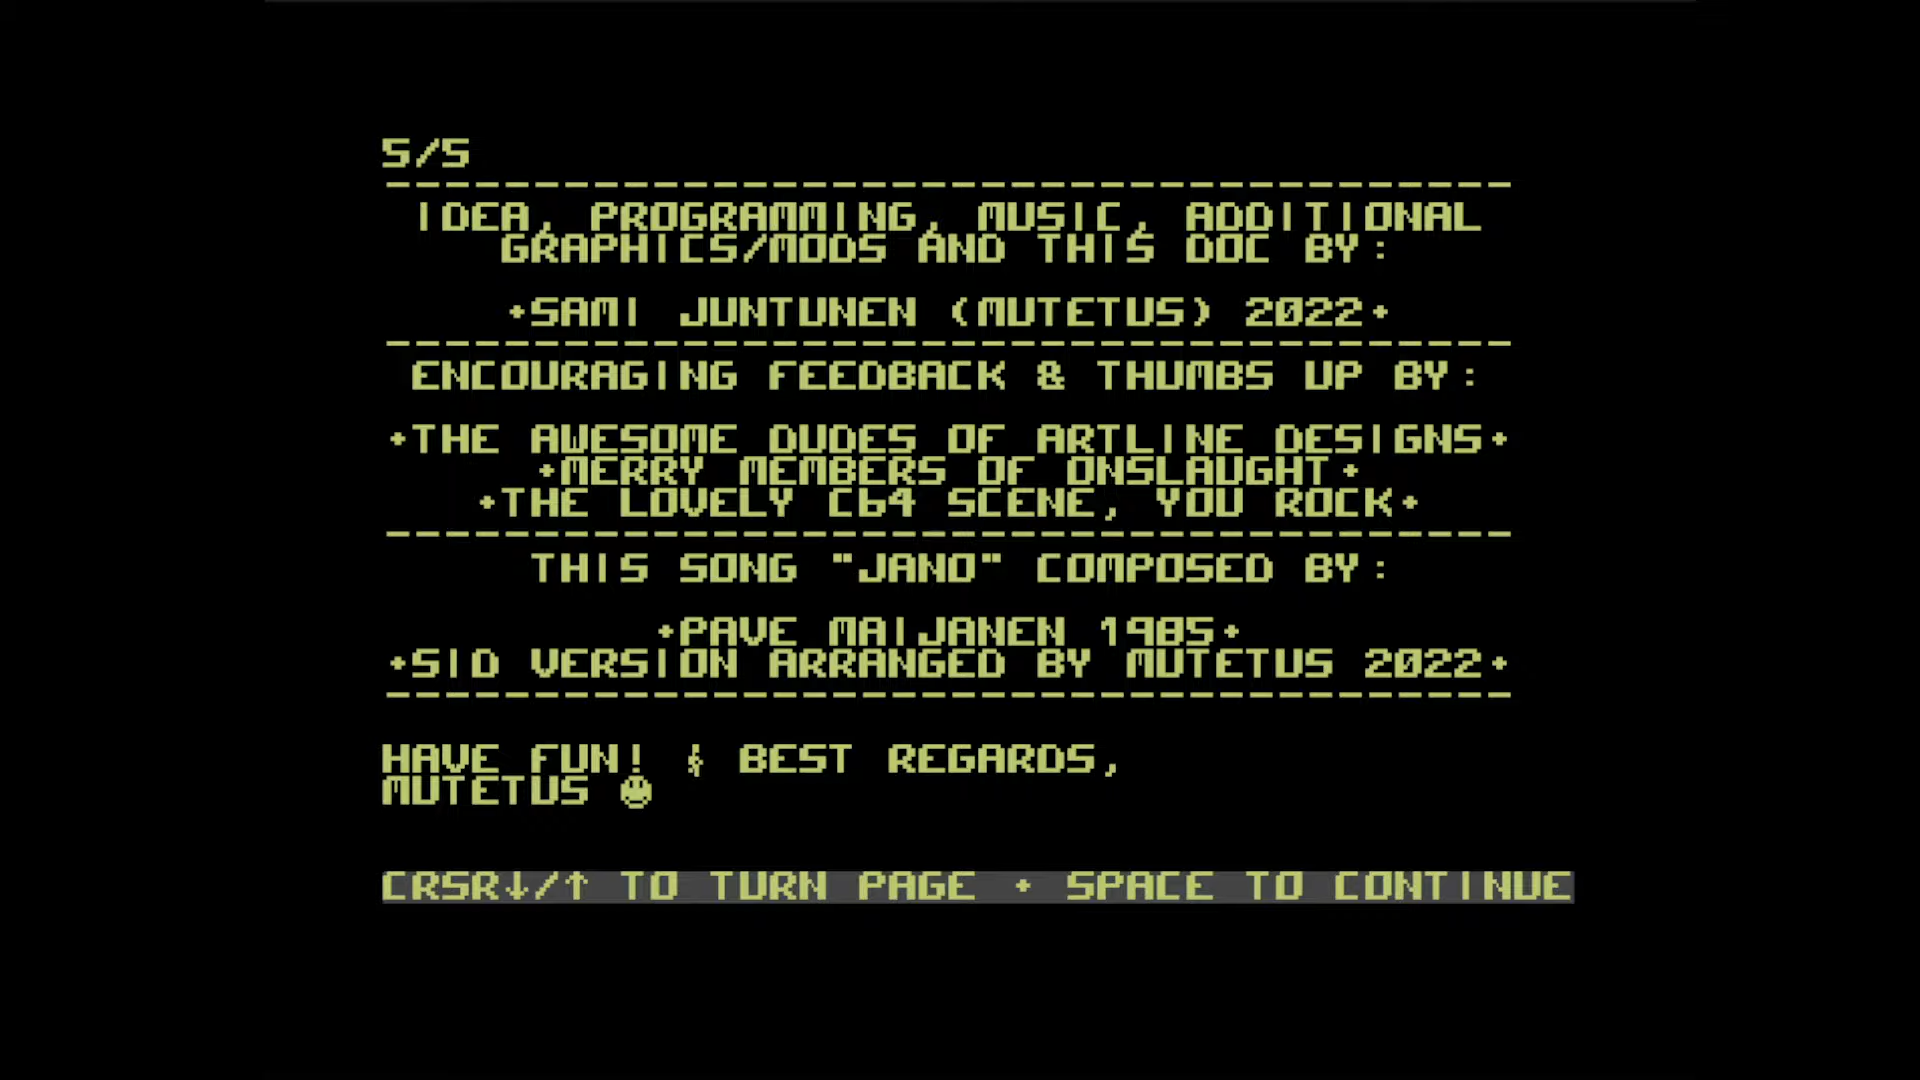 5/5
--------------------------------------
IDEA, PROGRAMMING, MUSIC, ADDITIONAL
GRAPHICS/MODS AND THIS DOC BY:
•SAMI JUNTUNEN (MUTETUS) 2022•
--------------------------------------
ENCOURAGING FEEDBACK & THUMBS UP BY:
•THE AWESOME DUDES OF ARTLINE DESIGNS•
•MERRY MEMBERS OF ONSLAUGHT•
•THE LOVELY C64 SCENE, YOU ROCK•
--------------------------------------
THIS SONG "JANO" COMPOSED BY:
•PAVE MAIJANEN 1985•
•SID VERSION ARRANGED BY MUTETUS 2022•
--------------------------------------
HAVE FUN! & BEST REGARDS,
MUTETUS ☻
CRSR↓/↑ TO TURN PAGE • SPACE TO CONTINUE